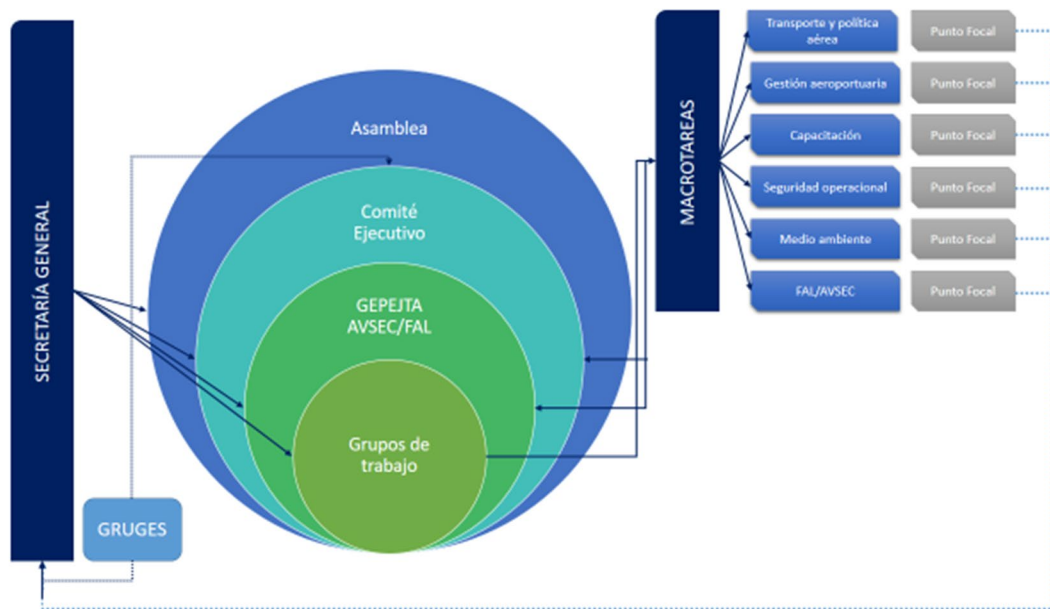 SECRETARÍA GENERAL
GRUGES
Asamblea
Comité
Ejecutivo
GEPEJTA
AVSEC/FAL
Grupos de
trabajo
MACROTAREAS
Transporte y política
aérea
Punto Focal
Gestión aeroportuaria
Punto Focal
Capacitación
Punto Focal
Seguridad operacional
Punto Focal
Medio ambiente
Punto Focal
FAL/AVSEC
Punto Focal